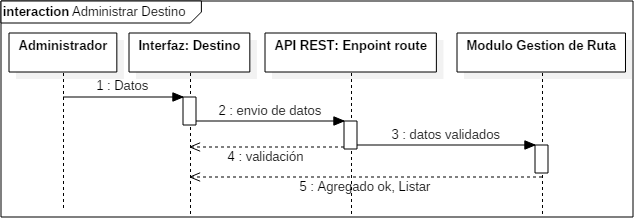 interaction Administrar Destino
Administrador
Interfaz: Destino
API REST: Enpoint route
Modulo Gestion de Ruta
1 : Datos
2 : envio de datos
3 : datos validados
4 : validación
5 : Agregado ok, Listar